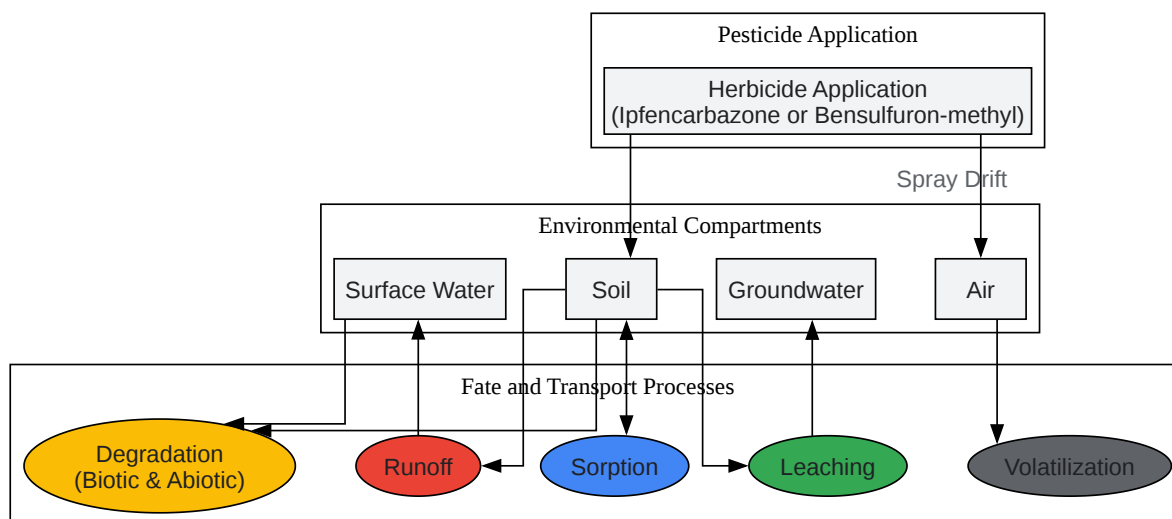 Pesticide Application
Herbicide Application
(Ipfencarbazone or Bensulfuron-methyl)
Spray Drift
Environmental Compartments
Surface Water
Soil
Groundwater
Air
Fate and Transport Processes
Degradation
(Biotic & Abiotic)
Runoff
Sorption
Leaching
Volatilization